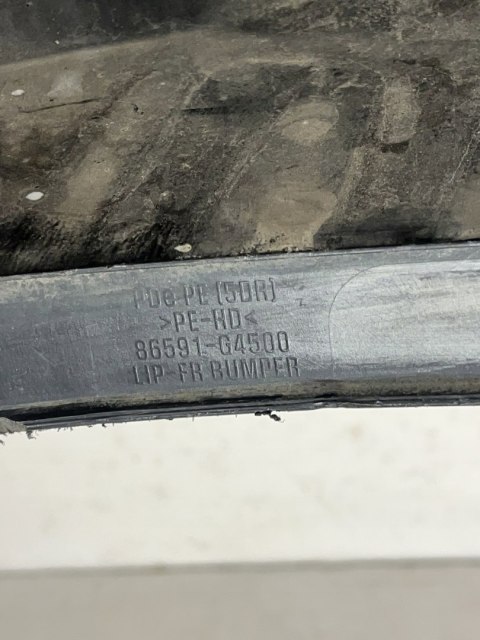 PDe-PE (5DR)
>PE-HD<
86591-G4500
LIP-FR BUMPER